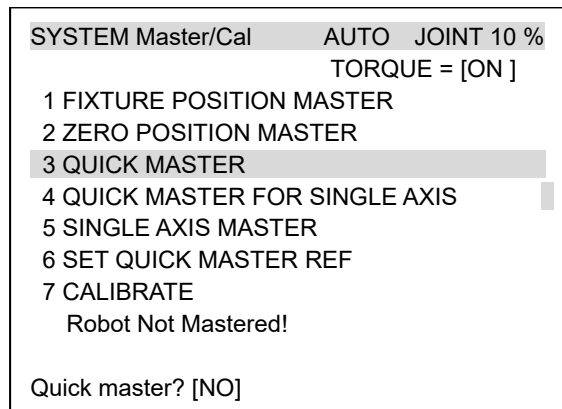 SYSTEM Master/Cal AUTO JOINT 10 %
TORQUE = [ON ]
1 FIXTURE POSITION MASTER
2 ZERO POSITION MASTER
3 QUICK MASTER
4 QUICK MASTER FOR SINGLE AXIS
5 SINGLE AXIS MASTER
6 SET QUICK MASTER REF
7 CALIBRATE
Robot Not Mastered!
Quick master? [NO]